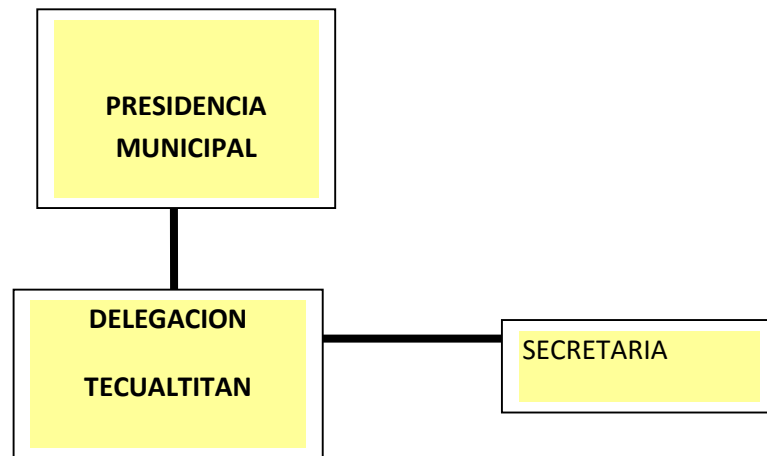 PRESIDENCIA
MUNICIPAL
DELEGACION
TECUALTITAN
SECRETARIA